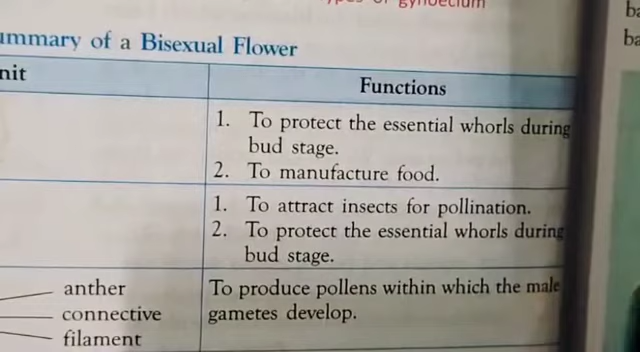 gynoecium
Summary of a Bisexual Flower
Functions
1. To protect the essential whorls during
bud stage.
2. To manufacture food.
1. To attract insects for pollination.
2. To protect the essential whorls during
bud stage.
anther
connective
filament
To produce pollens within which the male
gametes develop.